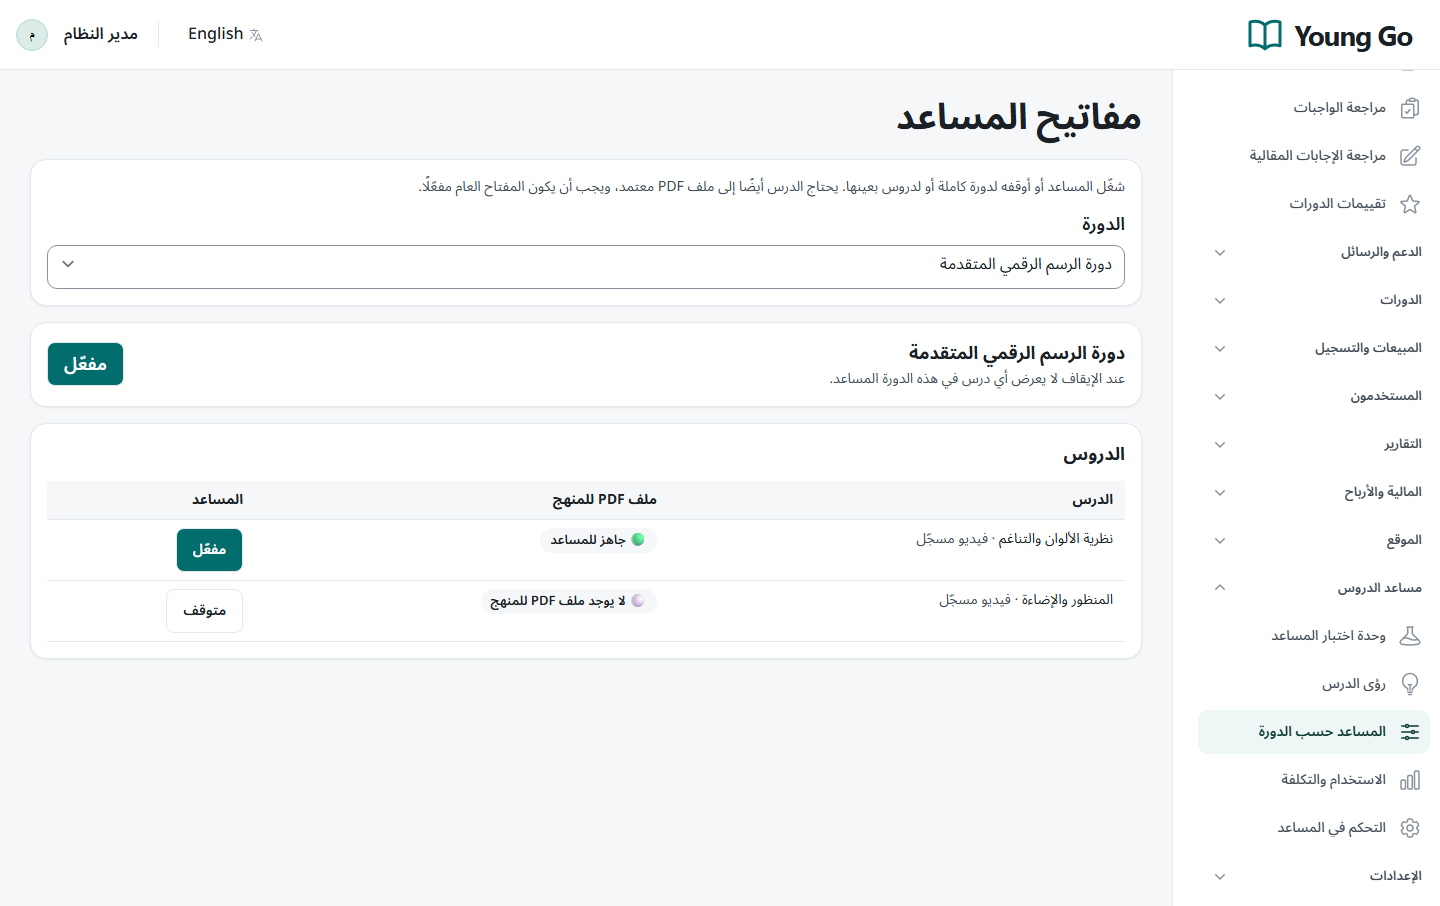 Young Go
English
مدير النظام
م
مراجعة الواجبات
مراجعة الإجابات المقالية
تقييمات الدورات
الدعم والرسائل
الدورات
المبيعات والتسجيل
المستخدمون
التقارير
المالية والأرباح
الموقع
مساعد الدروس
وحدة اختبار المساعد
رؤى الدرس
المساعد حسب الدورة
الاستخدام والتكلفة
التحكم في المساعد
الإعدادات
مفاتيح المساعد
شغّل المساعد أو أوقفه لدورة كاملة أو لدروس بعينها. يحتاج الدرس أيضًا إلى ملف PDF معتمد، ويجب أن يكون المفتاح العام مفعّلًا.
الدورة
دورة الرسم الرقمي المتقدمة
دورة الرسم الرقمي المتقدمة
عند الإيقاف لا يعرض أي درس في هذه الدورة المساعد.
مفعّل
الدروس
الدرس ملف PDF للمنهج المساعد
نظرية الألوان والتناغم · فيديو مسجّل جاهز للمساعد مفعّل
المنظور والإضاءة · فيديو مسجّل لا يوجد ملف PDF للمنهج متوقف